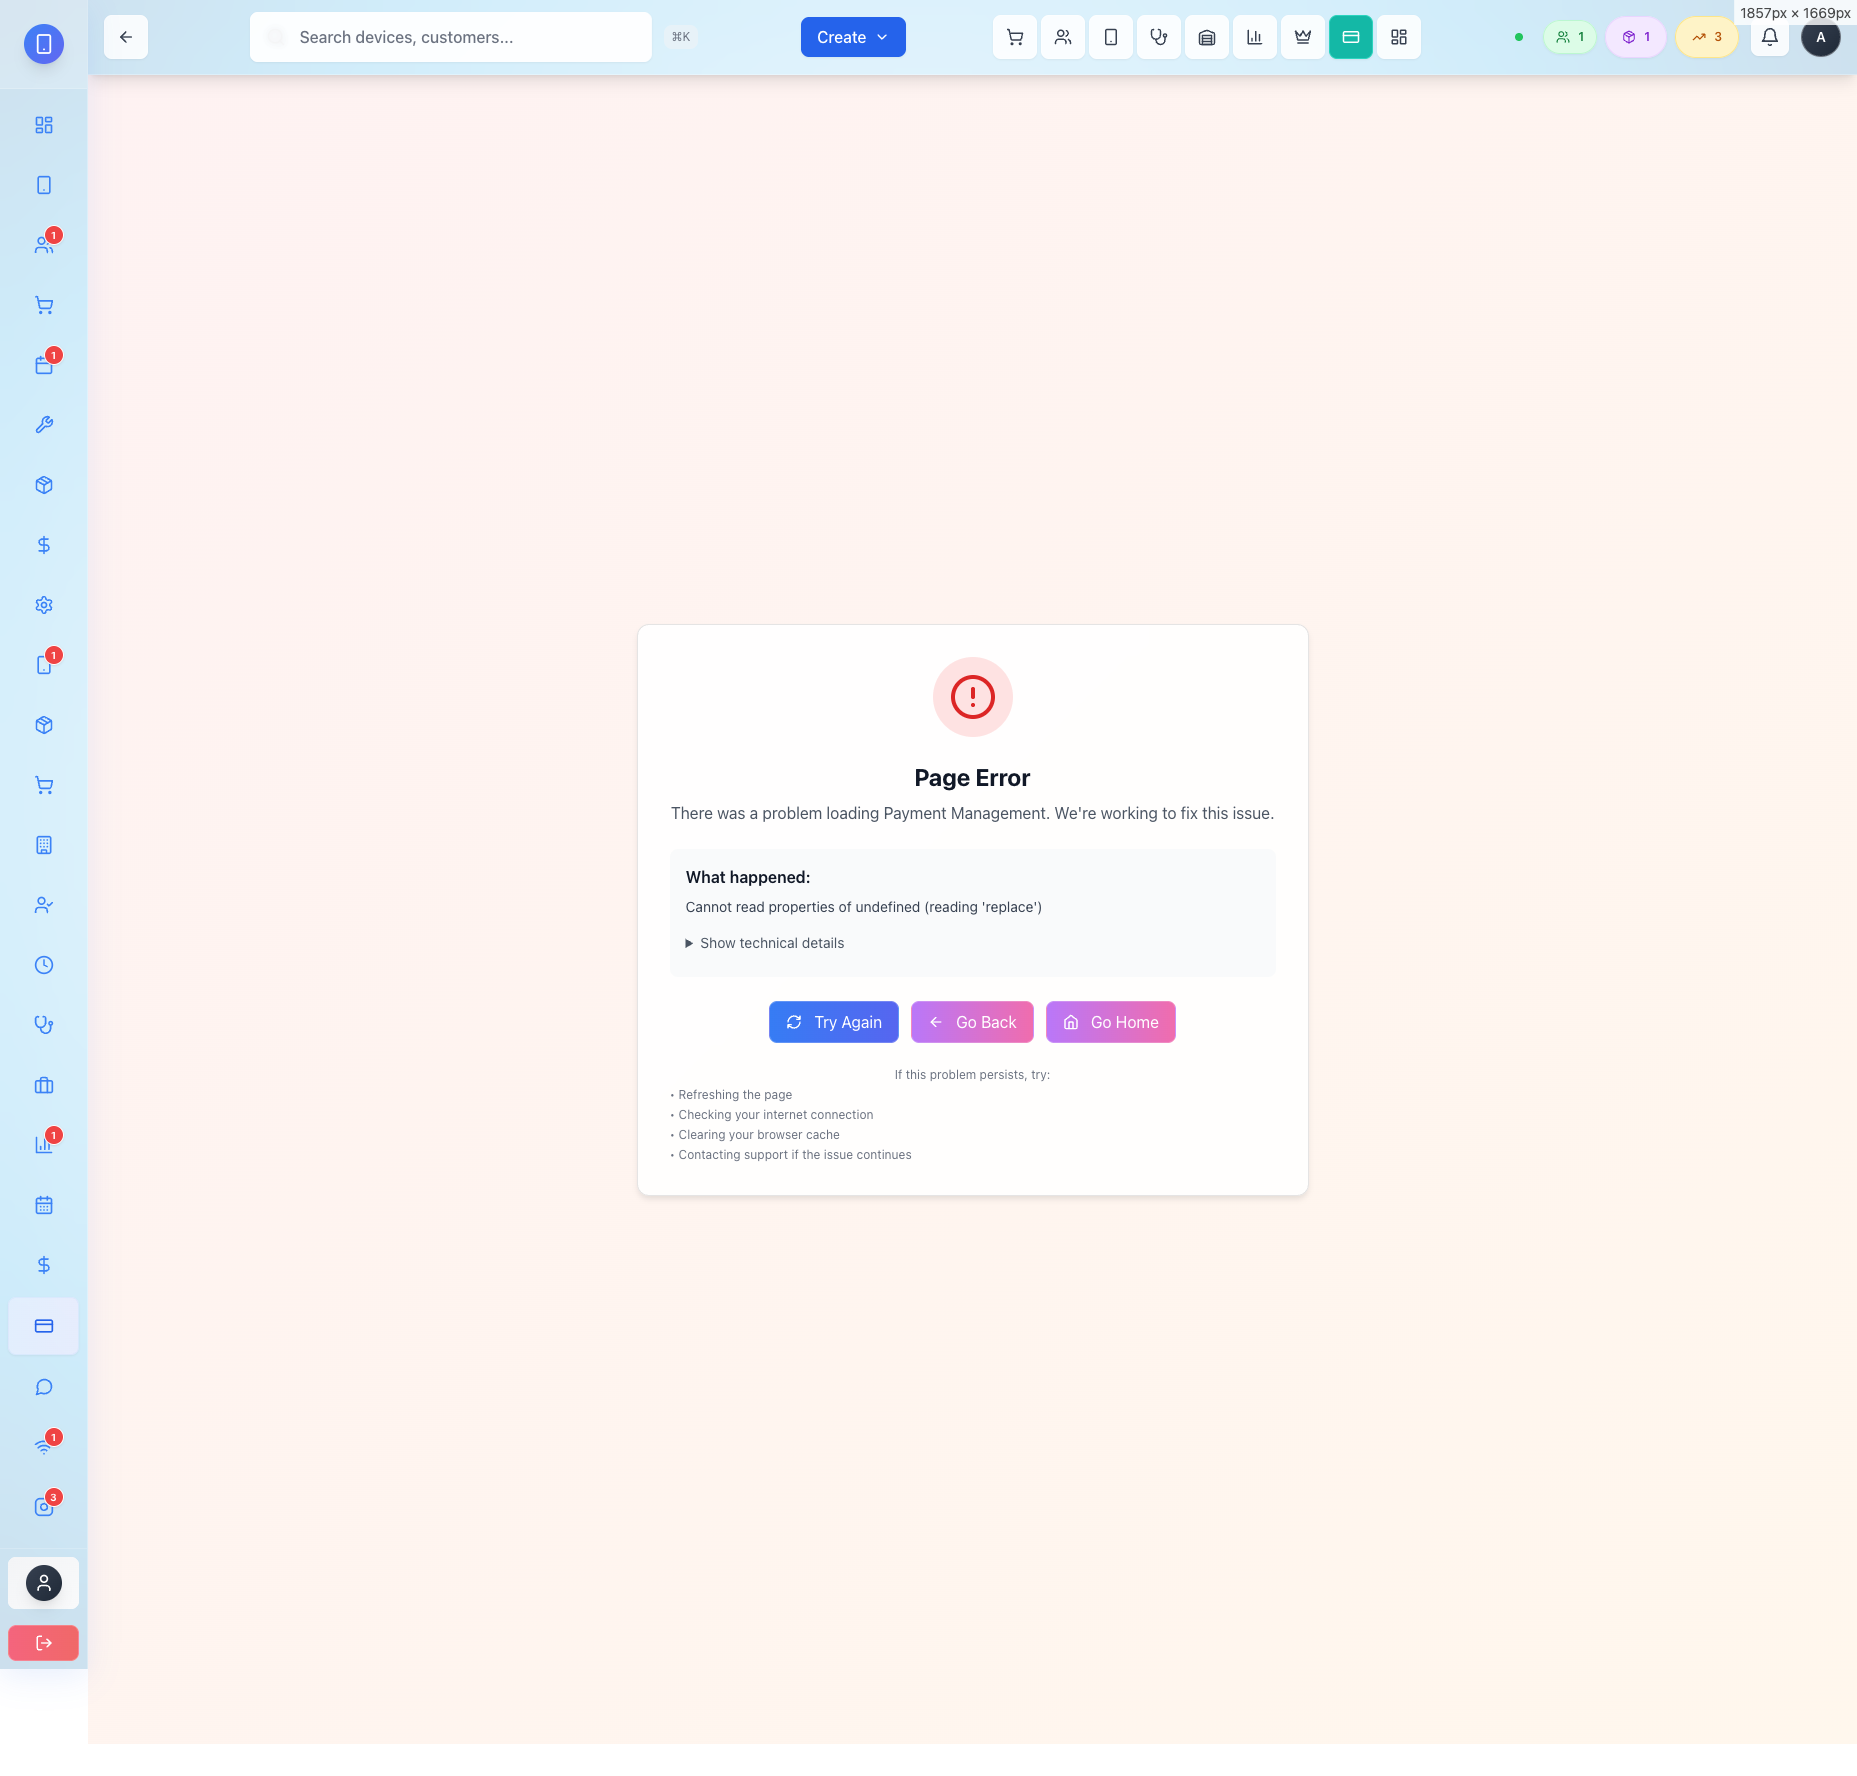 1857px × 1669px
Search devices, customers...
⌘K
Create
1
1
3
A
1
1
1
1
1
3
Page Error
There was a problem loading Payment Management. We're working to fix this issue.
What happened:
Cannot read properties of undefined (reading 'replace')
▶ Show technical details
Try Again
Go Back
Go Home
If this problem persists, try:
• Refreshing the page
• Checking your internet connection
• Clearing your browser cache
• Contacting support if the issue continues